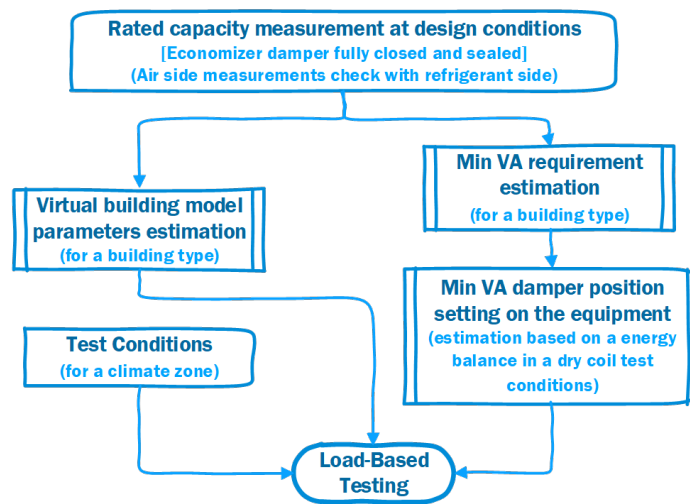 Rated capacity measurement at design conditions
[Economizer damper fully closed and sealed]
(Air side measurements check with refrigerant side)
Min VA requirement
estimation
(for a building type)
Virtual building model
parameters estimation
(for a building type)
Min VA damper position
setting on the equipment
(estimation based on a energy
balance in a dry coil test
conditions)
Test Conditions
(for a climate zone)
Load-Based
Testing